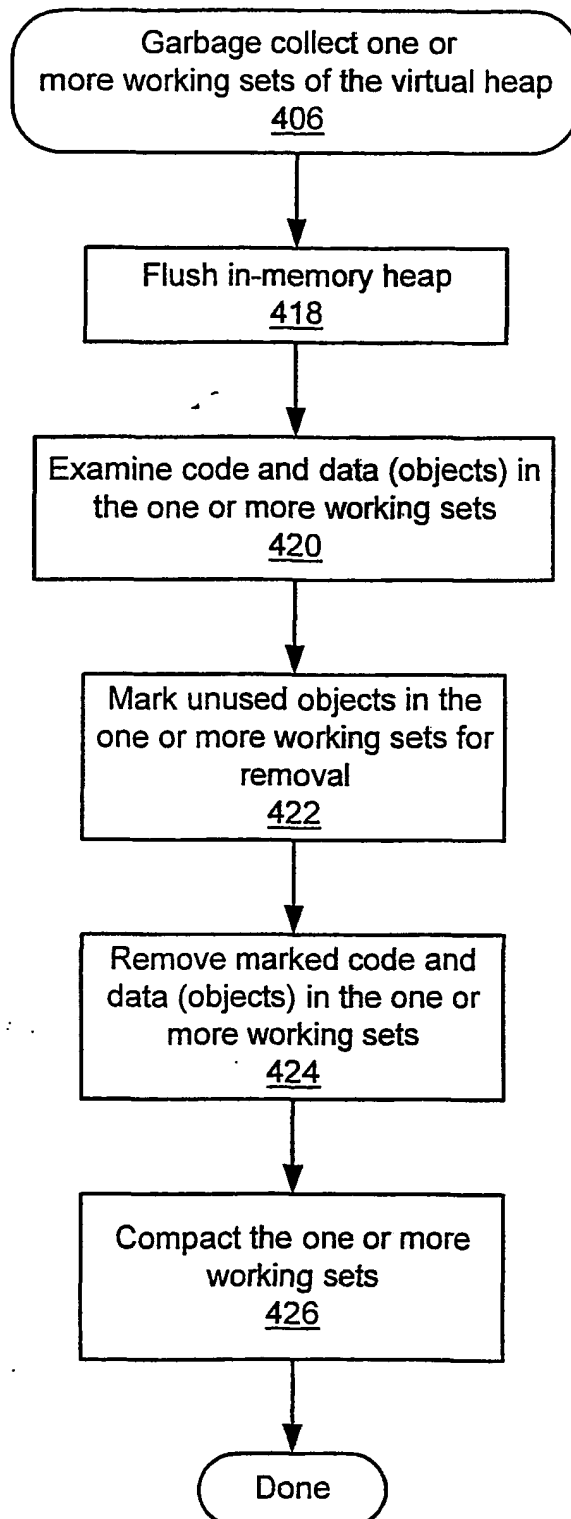 Garbage collect one or
more working sets of the virtual heap
406
Flush in-memory heap
418
Examine code and data (objects) in
the one or more working sets
420
Mark unused objects in the
one or more working sets for
removal
422
Remove marked code and
data (objects) in the one or
more working sets
424
Compact the one or more
working sets
426
Done